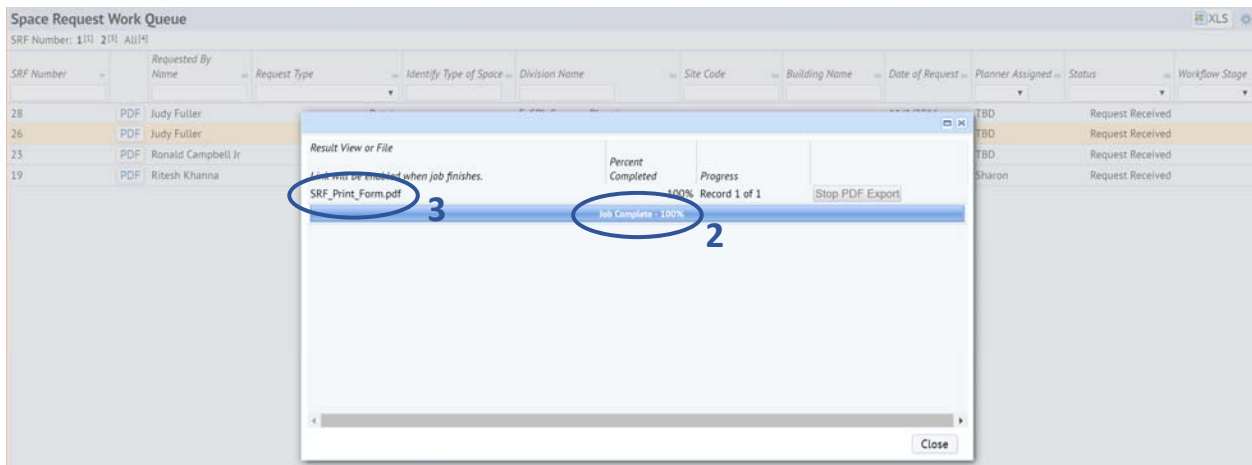 Space Request Work Queue
XLS
SRF Number: 1[1] 2[3] All[4]
SRF Number Requested By Name Request Type Identify Type of Space Division Name Site Code Building Name Date of Request Planner Assigned Status Workflow Stage
28 PDF Judy Fuller TBD Request Received
26 PDF Judy Fuller TBD Request Received
23 PDF Ronald Campbell Jr TBD Request Received
19 PDF Ritesh Khanna Sharon Request Received
Result View or File
Link will be enabled when job finishes. Percent Completed Progress
SRF_Print_Form.pdf 100% Record 1 of 1 Stop PDF Export
3
Job Complete - 100%
2
Close